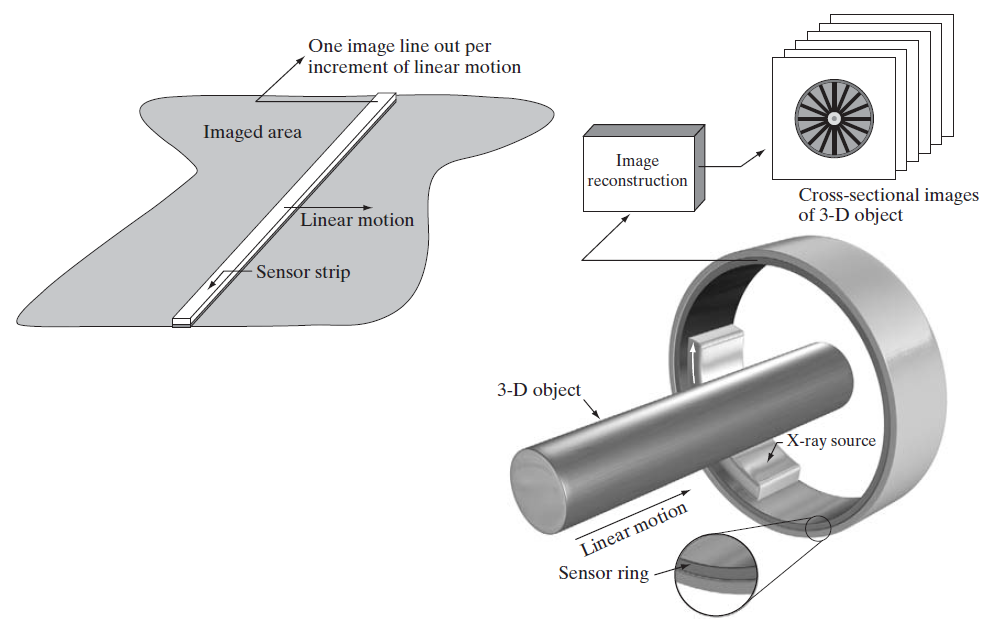 One image line out per
increment of linear motion
Imaged area
Linear motion
Sensor strip
Image
reconstruction
Cross-sectional images
of 3-D object
3-D object
X-ray source
Linear motion
Sensor ring